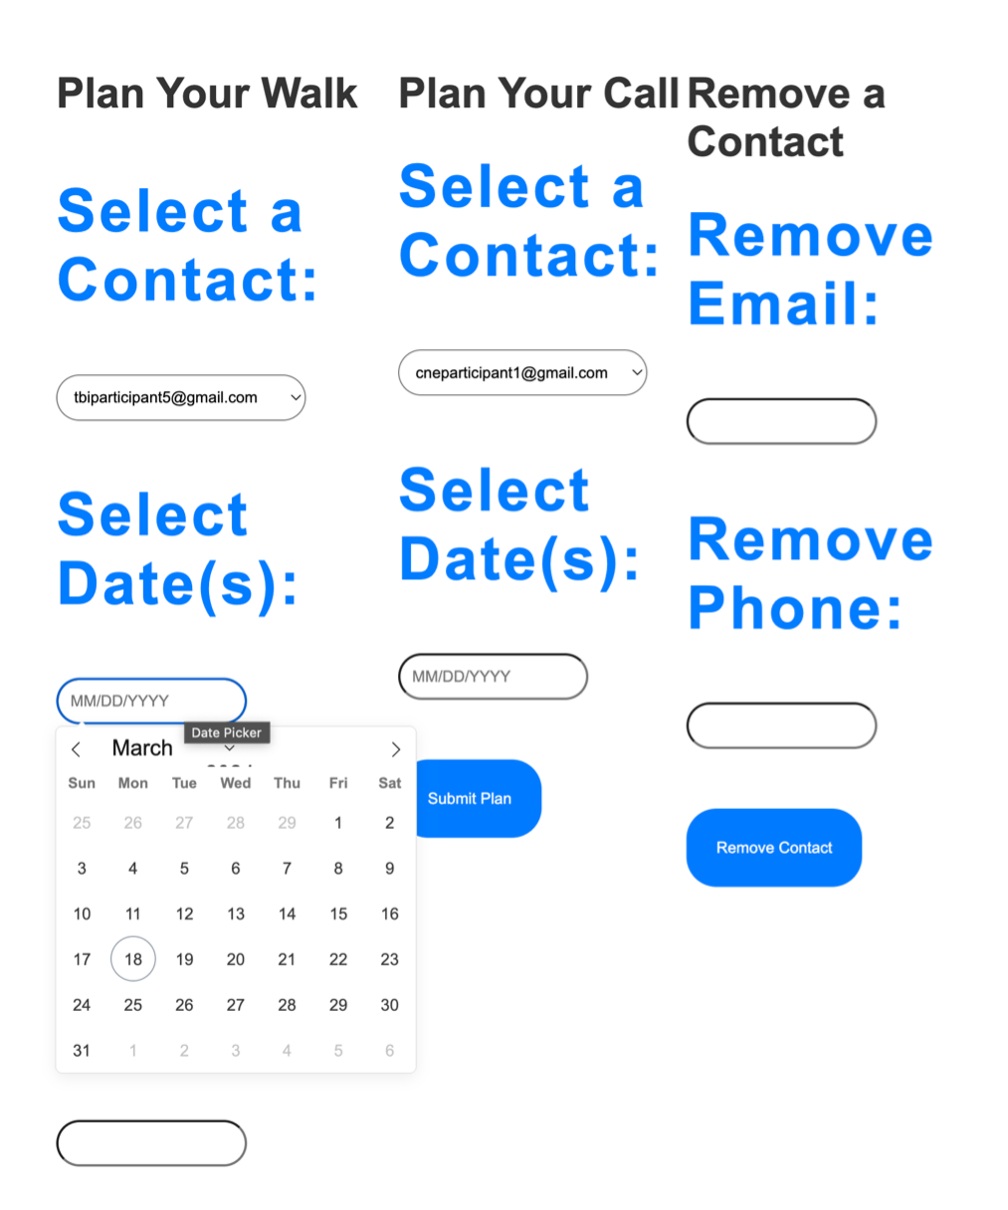 Plan Your Walk
Select a
Contact:
tbiparticipant5@gmail.com
Select
Date(s):
MM/DD/YYYY
Date Picker
March
Sun Mon Tue Wed Thu Fri Sat
25 26 27 28 29 1 2
3 4 5 6 7 8 9
10 11 12 13 14 15 16
17 18 19 20 21 22 23
24 25 26 27 28 29 30
31 1 2 3 4 5 6
Plan Your Call
Select a
Contact:
cneparticipant1@gmail.com
Select
Date(s):
MM/DD/YYYY
Submit Plan
Remove a
Contact
Remove
Email:
Remove
Phone:
Remove Contact